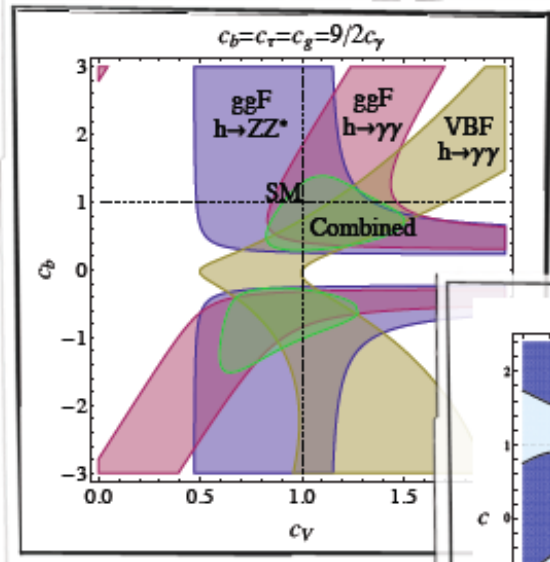 c_b=c_τ=c_g=9/2c_γ
3
ggF
h→ZZ*
ggF
h→γγ
VBF
h→γγ
2
SM
1
Combined
0
c_b
-1
-2
-3
0.0
0.5
1.0
1.5
c_V
2
1
0
c